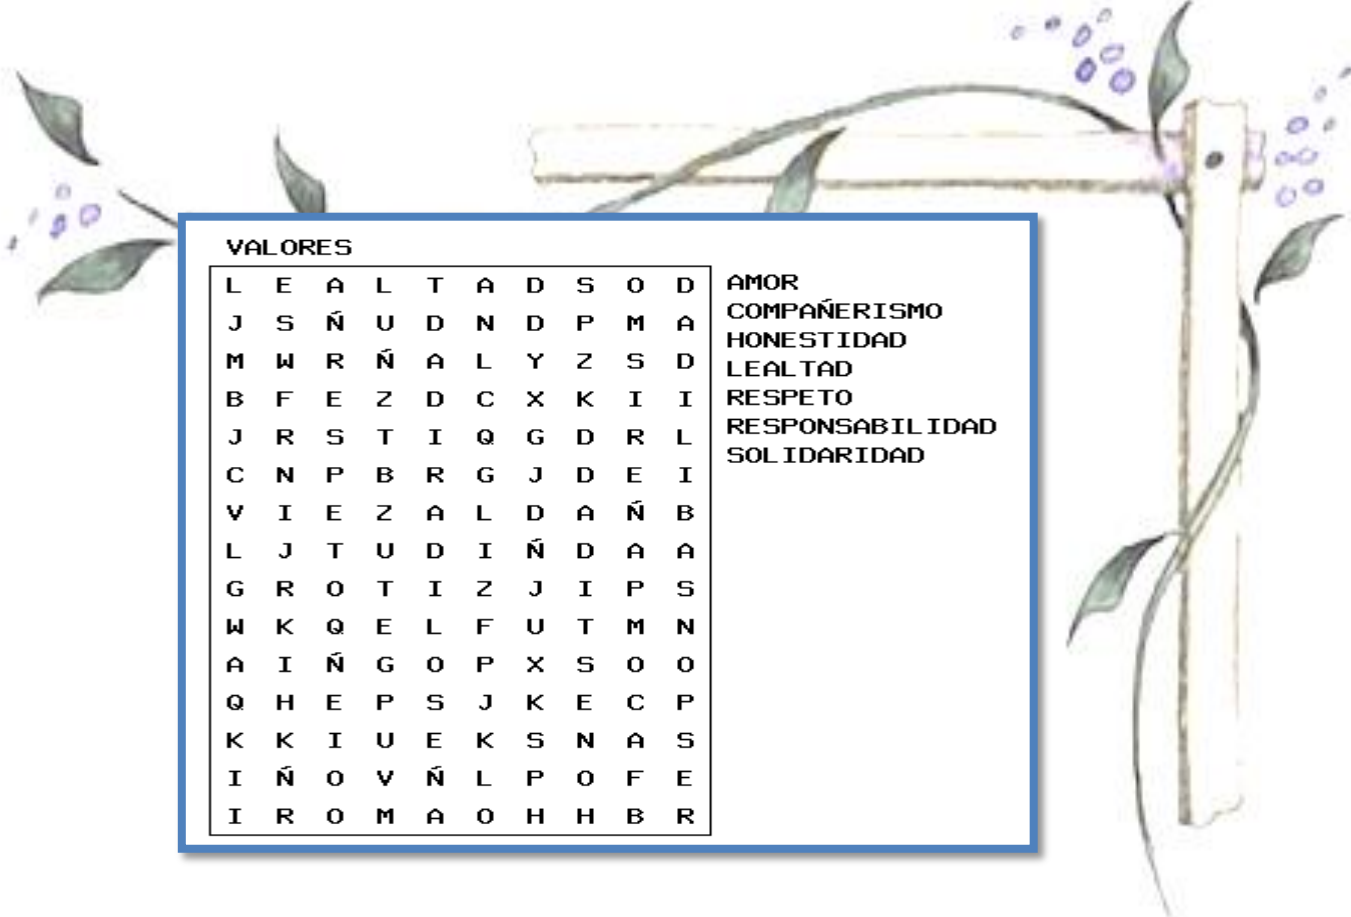 VALORES
L E A L T A D S O D
J S Ñ U D N D P M A
M W R Ñ A L Y Z S D
B F E Z D C X K I I
J R S T I Q G D R L
C N P B R G J D E I
V I E Z A L D A Ñ B
L J T U D I Ñ D A A
G R O T I Z J I P S
W K Q E L F U T M N
A I Ñ G O P X S O O
Q H E P S J K E C P
K K I U E K S N A S
I Ñ O V Ñ L P O F E
I R O M A O H H B R
AMOR
COMPAÑERISMO
HONESTIDAD
LEALTAD
RESPETO
RESPONSABILIDAD
SOLIDARIDAD